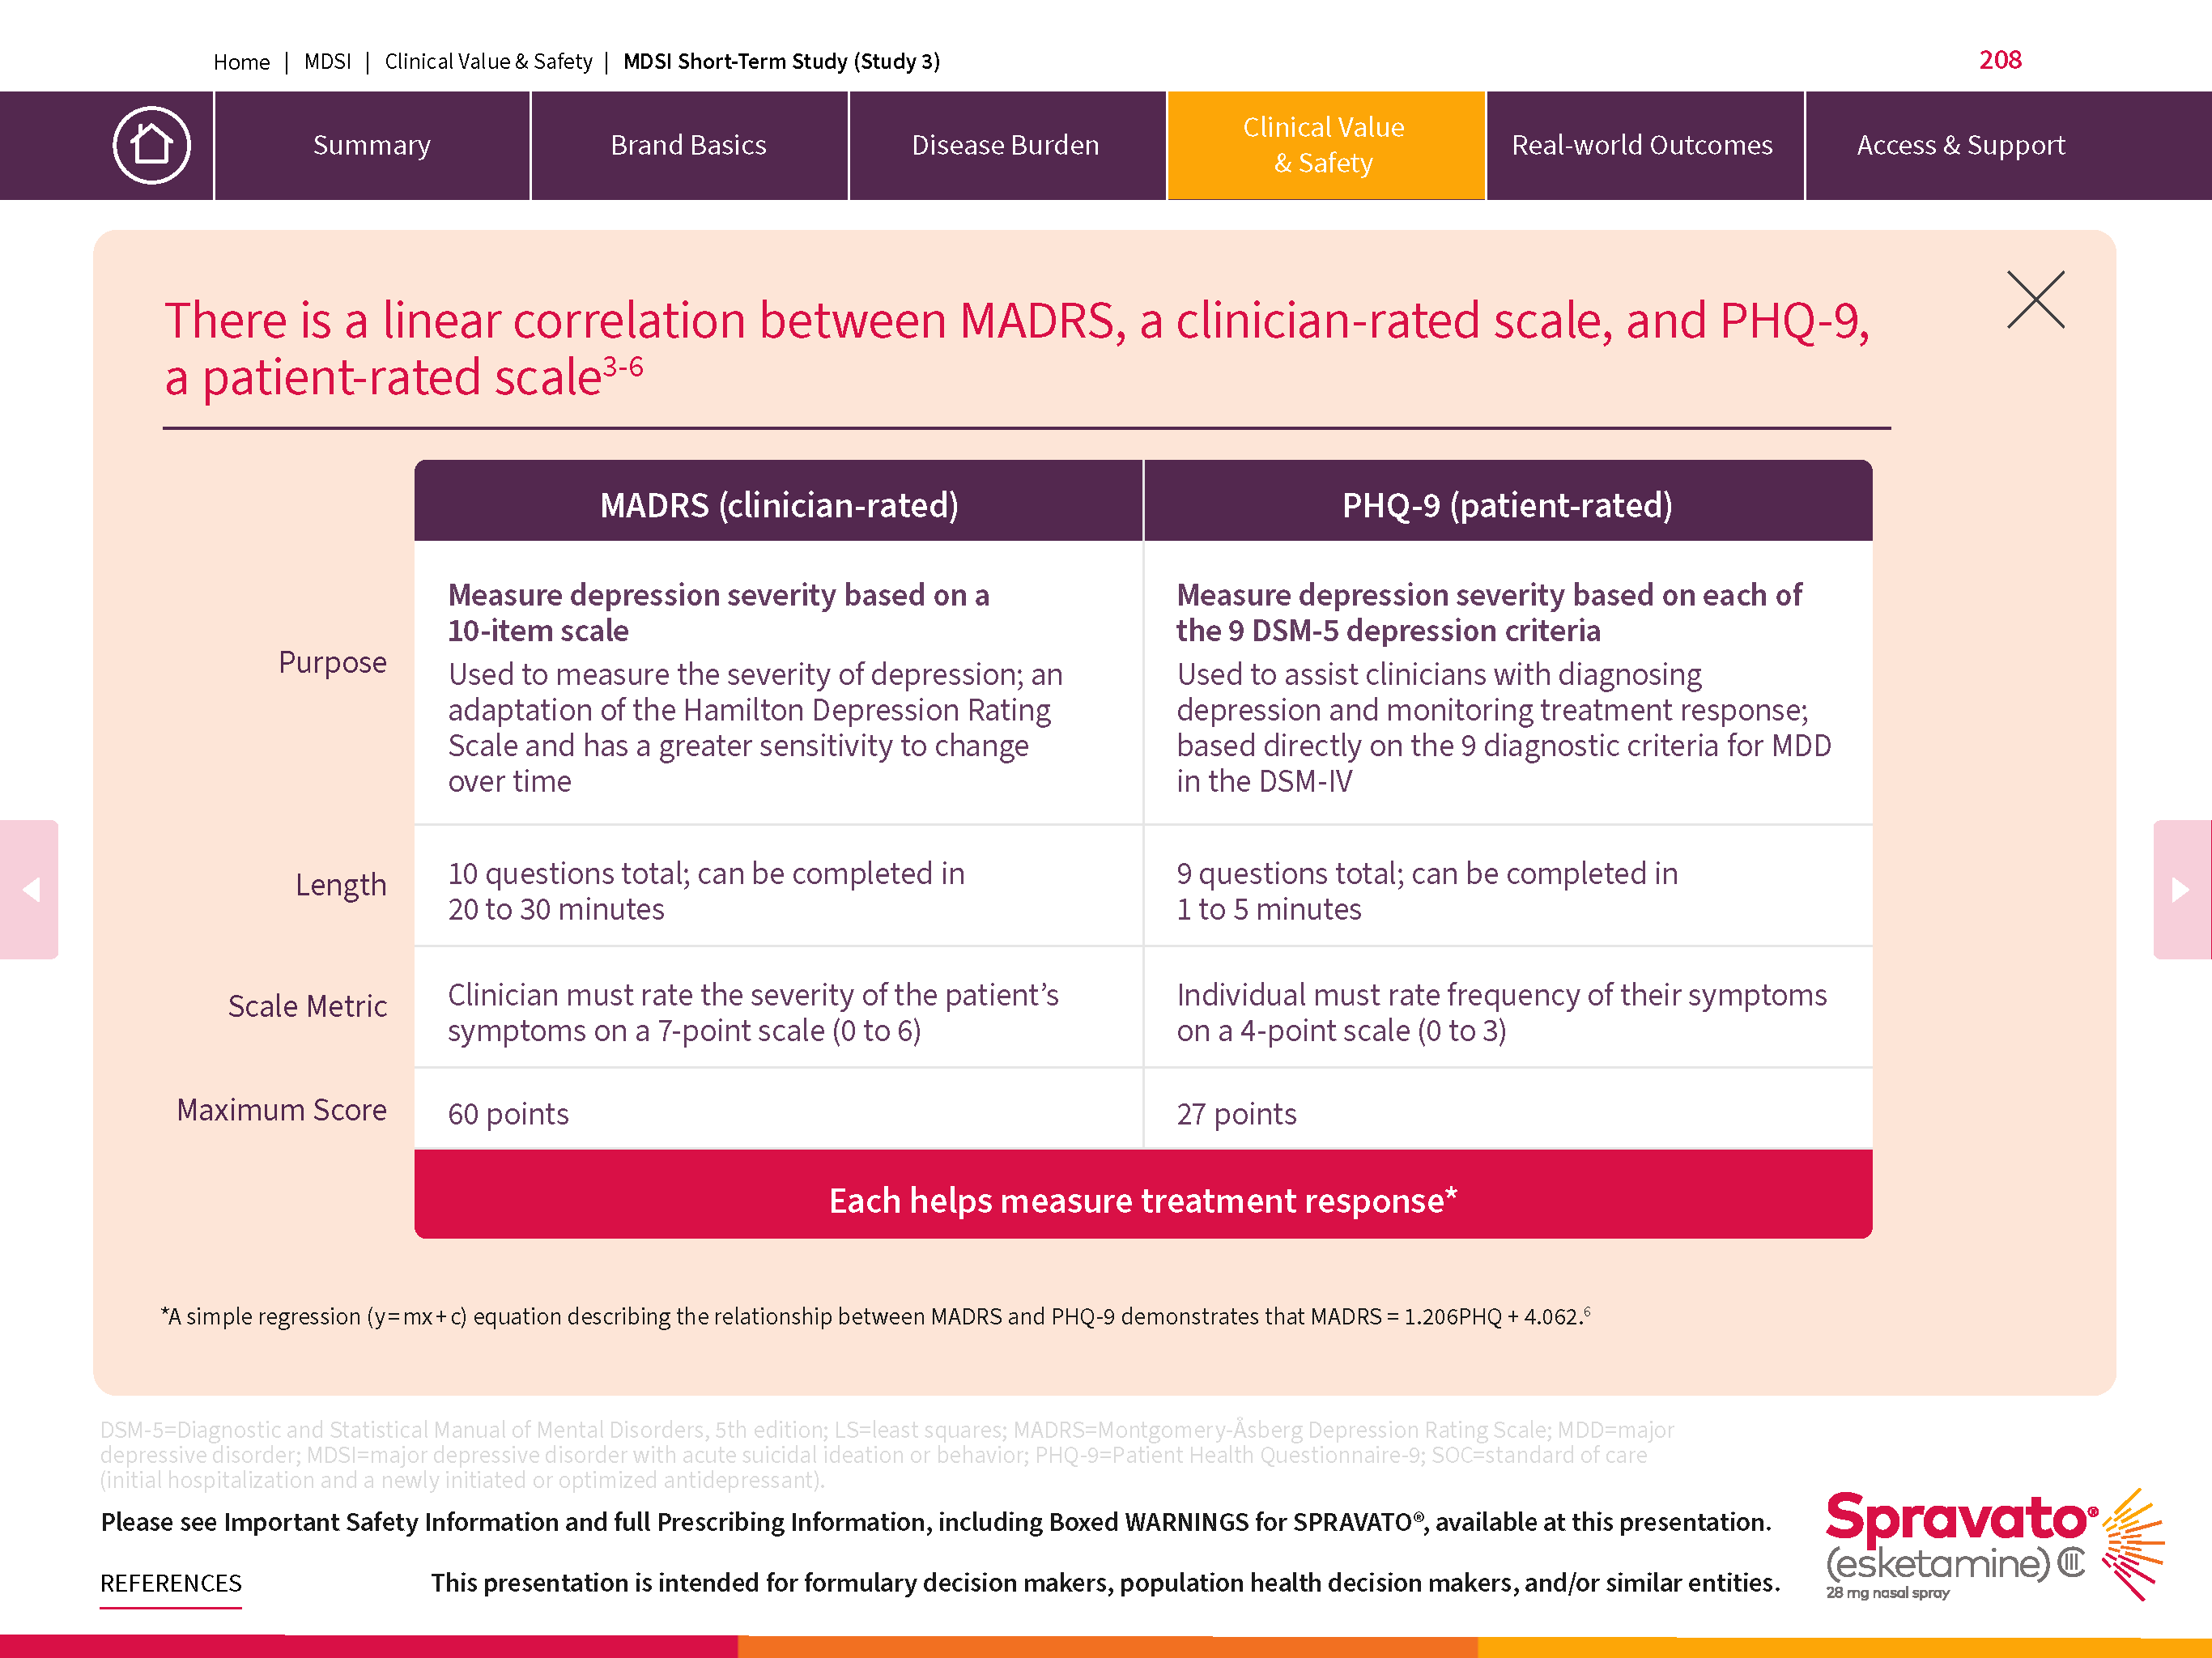 Home | MDSI | Clinical Value & Safety | MDSI Short-Term Study (Study 3)
208
Summary
Brand Basics
Disease Burden
Clinical Value
& Safety
Real-world Outcomes
Access & Support
There is a linear correlation between MADRS, a clinician-rated scale, and PHQ-9,
a patient-rated scale3-6
MADRS (clinician-rated)
PHQ-9 (patient-rated)
Purpose
Measure depression severity based on a
10-item scale
Used to measure the severity of depression; an
adaptation of the Hamilton Depression Rating
Scale and has a greater sensitivity to change
over time
Measure depression severity based on each of
the 9 DSM-5 depression criteria
Used to assist clinicians with diagnosing
depression and monitoring treatment response;
based directly on the 9 diagnostic criteria for MDD
in the DSM-IV
Length
10 questions total; can be completed in
20 to 30 minutes
9 questions total; can be completed in
1 to 5 minutes
Scale Metric
Clinician must rate the severity of the patient’s
symptoms on a 7-point scale (0 to 6)
Individual must rate frequency of their symptoms
on a 4-point scale (0 to 3)
Maximum Score
60 points
27 points
Each helps measure treatment response*
*A simple regression (y=mx+c) equation describing the relationship between MADRS and PHQ-9 demonstrates that MADRS = 1.206PHQ + 4.062.6
DSM-5=Diagnostic and Statistical Manual of Mental Disorders, 5th edition; LS=least squares; MADRS=Montgomery-Åsberg Depression Rating Scale; MDD=major
depressive disorder; MDSI=major depressive disorder with acute suicidal ideation or behavior; PHQ-9=Patient Health Questionnaire-9; SOC=standard of care
(initial hospitalization and a newly initiated or optimized antidepressant).
Please see Important Safety Information and full Prescribing Information, including Boxed WARNINGS for SPRAVATO®, available at this presentation.
REFERENCES
This presentation is intended for formulary decision makers, population health decision makers, and/or similar entities.
Spravato®
(esketamine) CIII
28 mg nasal spray